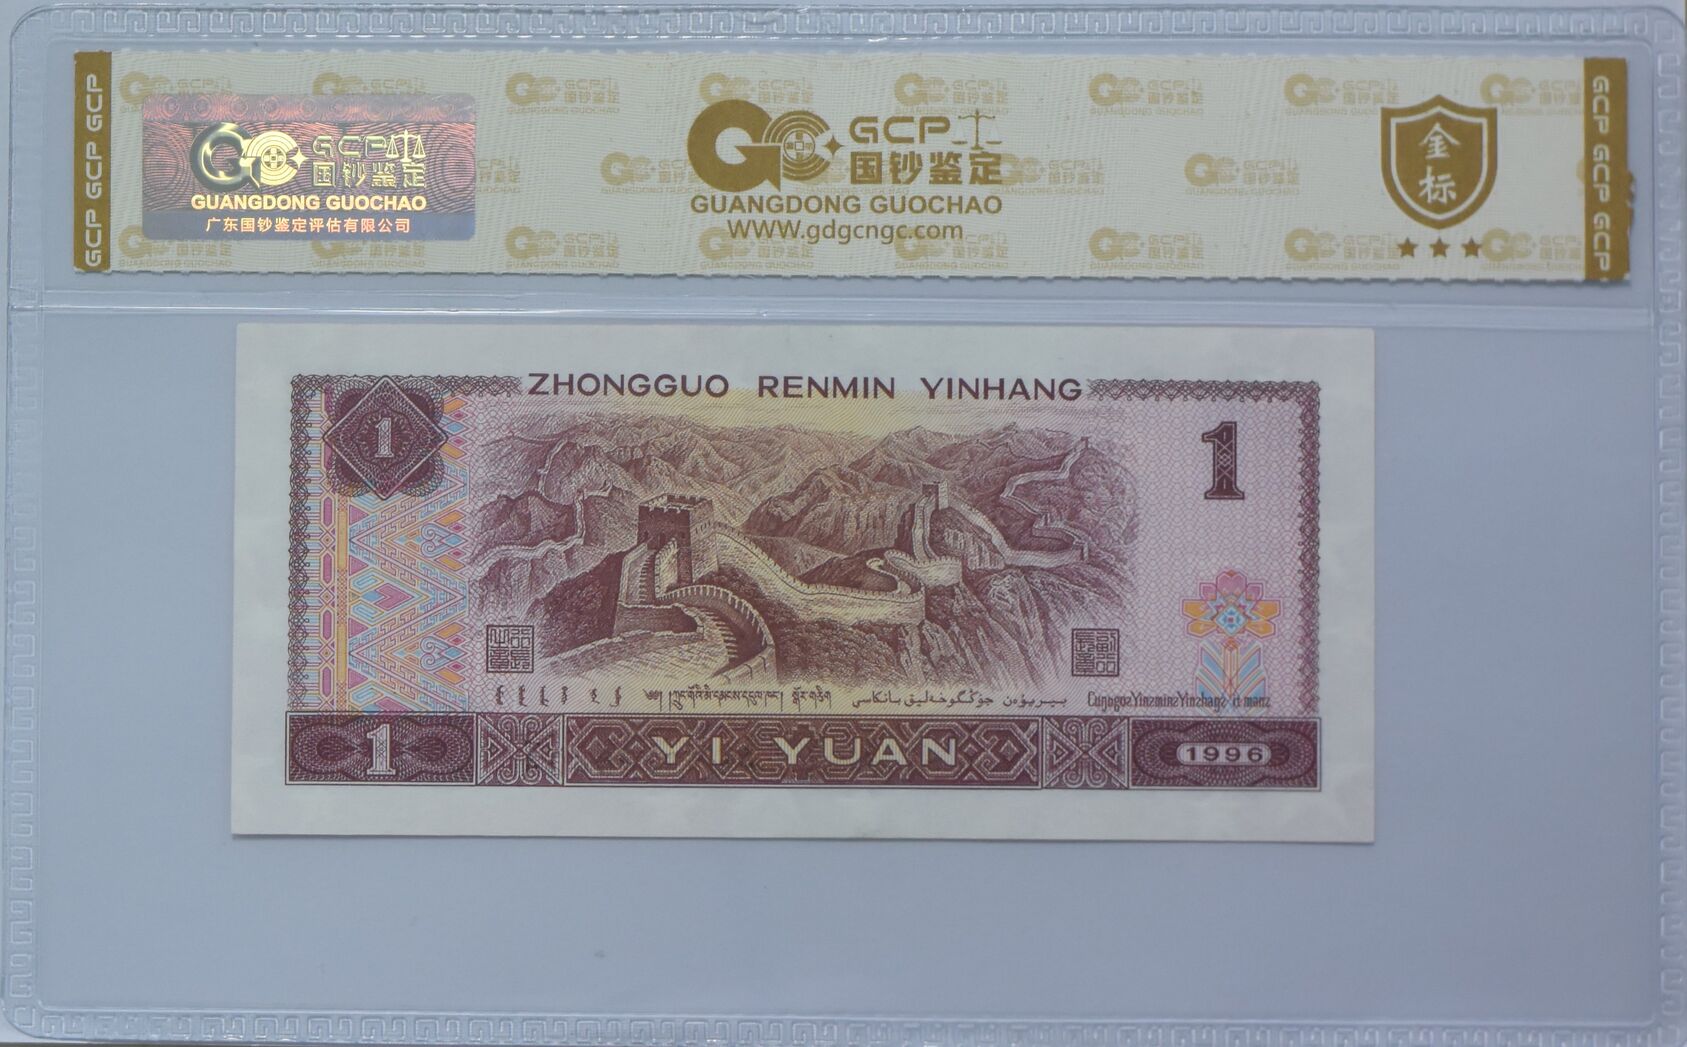 GCP GCP GCP
GCP
国钞鉴定
GUANGDONG GUOCHAO
广东国钞鉴定评估有限公司
GCP
国钞鉴定
GUANGDONG GUOCHAO
WWW.gdgcngc.com
金
标
GCP GCP GCP
ZHONGGUO RENMIN YINHANG
1
1
1
YI YUAN
1996